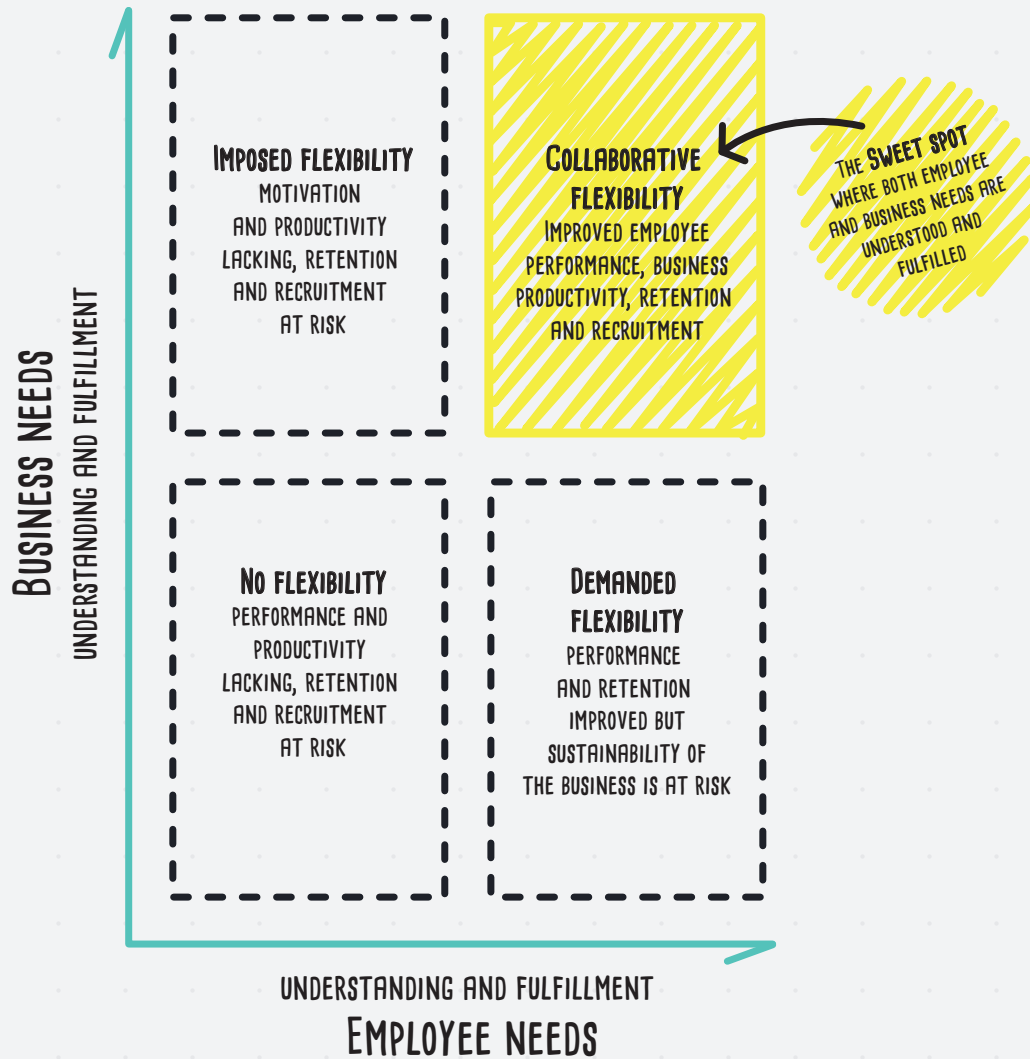 IMPOSED FLEXIBILITY
MOTIVATION
AND PRODUCTIVITY
LACKING, RETENTION
AND RECRUITMENT
AT RISK
COLLABORATIVE
FLEXIBILITY
IMPROVED EMPLOYEE
PERFORMANCE, BUSINESS
PRODUCTIVITY, RETENTION
AND RECRUITMENT
THE SWEET SPOT
WHERE BOTH EMPLOYEE
AND BUSINESS NEEDS ARE
UNDERSTOOD AND
FULFILLED
BUSINESS NEEDS
UNDERSTANDING AND FULFILLMENT
NO FLEXIBILITY
PERFORMANCE AND
PRODUCTIVITY
LACKING, RETENTION
AND RECRUITMENT
AT RISK
DEMANDED
FLEXIBILITY
PERFORMANCE
AND RETENTION
IMPROVED BUT
SUSTAINABILITY OF
THE BUSINESS IS AT RISK
UNDERSTANDING AND FULFILLMENT
EMPLOYEE NEEDS